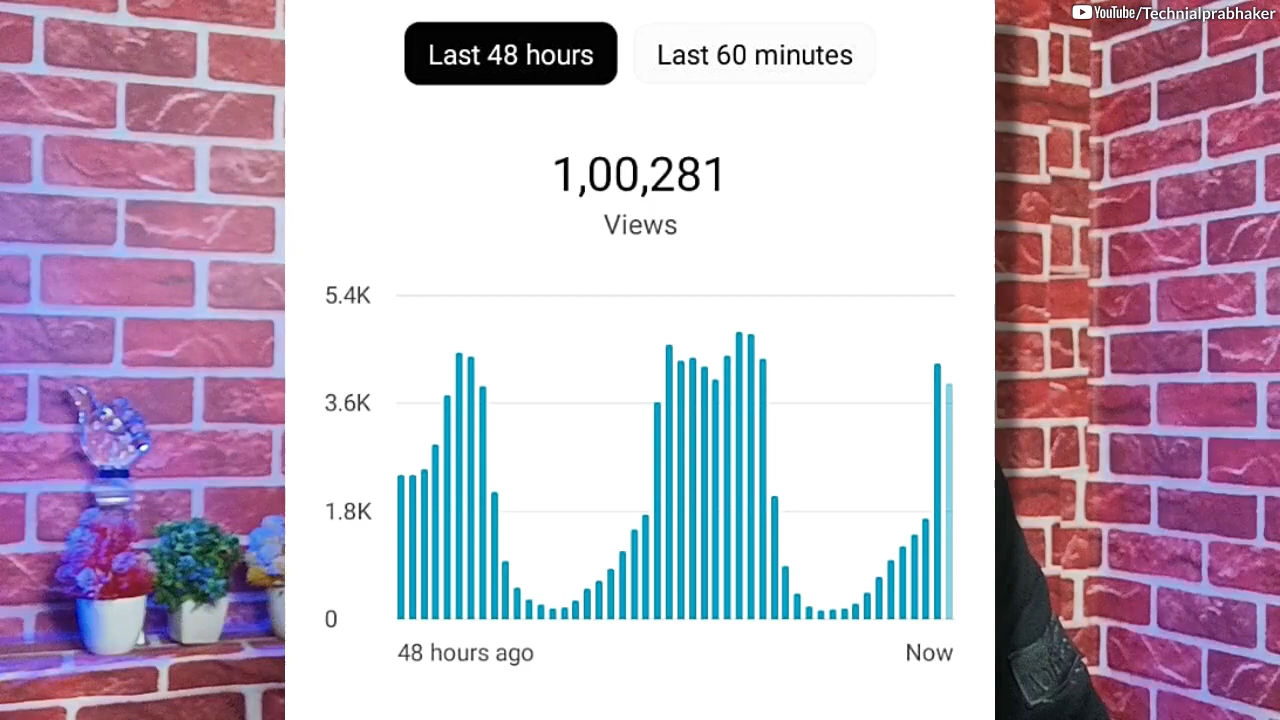 YouTube/Technialprabhaker
Last 48 hours
Last 60 minutes
1,00,281
Views
5.4K
3.6K
1.8K
0
48 hours ago
Now